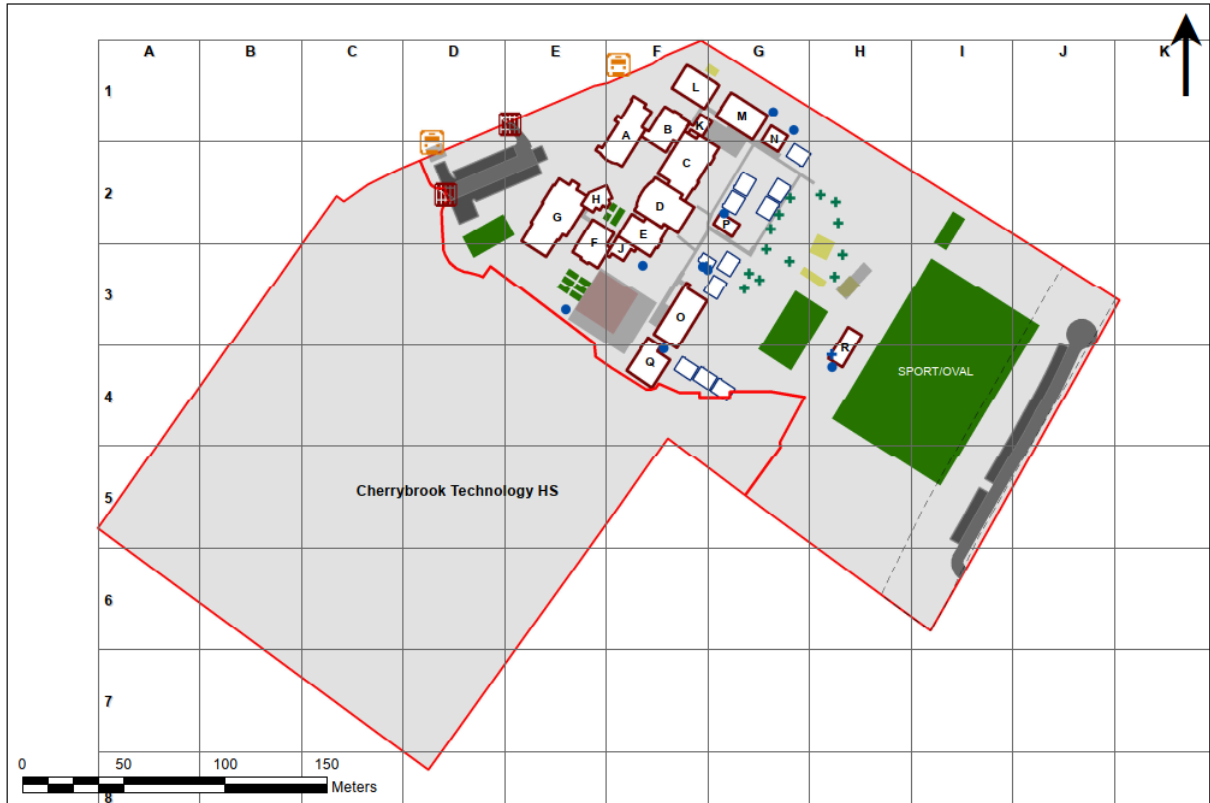 A B C D E F G H I J K
1
L
M
K
B
A
N
C
2
H
D
G
P
E
F
J
3
O
R
Q
SPORT/OVAL
4
Cherrybrook Technology HS
5
6
7
0 50 100 150
Meters
8